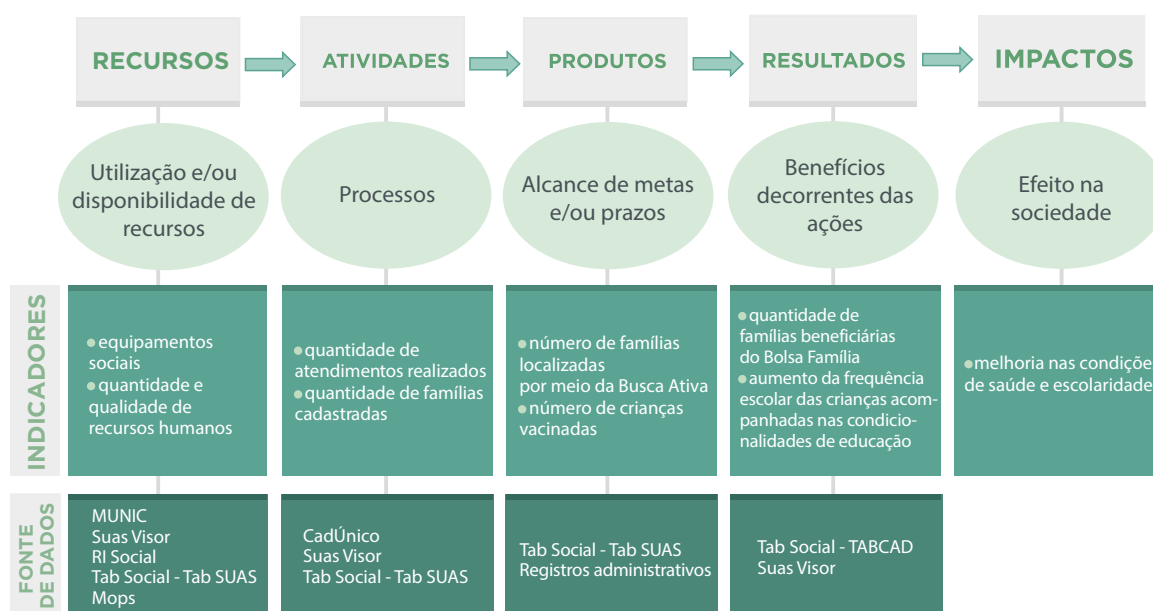 RECURSOS
ATIVIDADES
PRODUTOS
RESULTADOS
IMPACTOS
Utilização e/ou
disponibilidade de
recursos
Processos
Alcance de metas
e/ou prazos
Benefícios
decorrentes das
ações
Efeito na
sociedade
INDICADORES
● equipamentos
sociais
● quantidade e
qualidade de
recursos humanos
● quantidade de
atendimentos realizados
● quantidade de famílias
cadastradas
● número de famílias
localizadas
por meio da Busca Ativa
● número de crianças
vacinadas
● quantidade de
famílias beneficiárias
do Bolsa Família
● aumento da frequência
escolar das crianças acom-
panhadas nas condicio-
nalidades de educação
● melhoria nas condiçõe
de saúde e escolaridade
FONTE
DE DADOS
MUNIC
Suas Visor
RI Social
Tab Social - Tab SUAS
Mops
CadÚnico
Suas Visor
Tab Social - Tab SUAS
Tab Social - Tab SUAS
Registros administrativos
Tab Social - TABCAD
Suas Visor